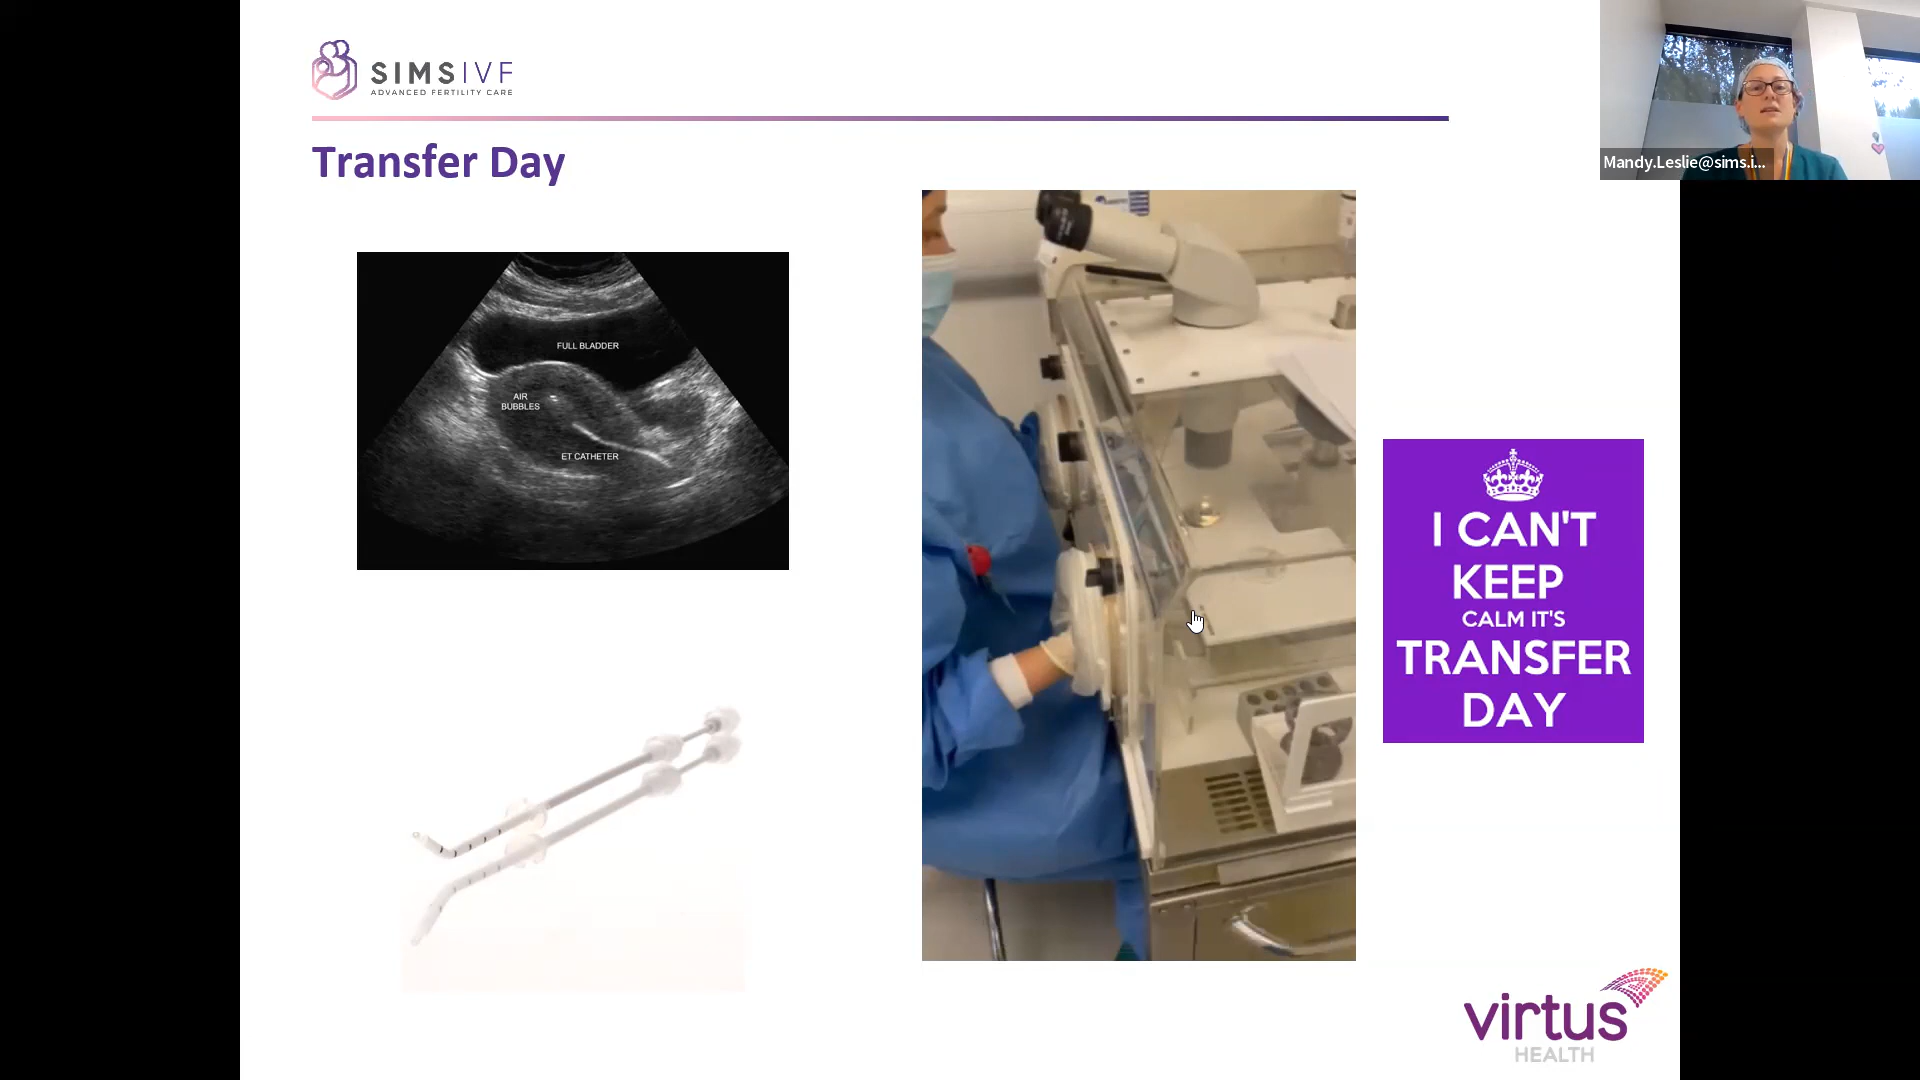 SIMSIVF
ADVANCED FERTILITY CARE
Mandy.Leslie@sims.i...
Transfer Day
FULL BLADDER
AIR
BUBBLES
ET CATHETER
I CAN'T
KEEP
CALM IT'S
TRANSFER
DAY
virtus
HEALTH